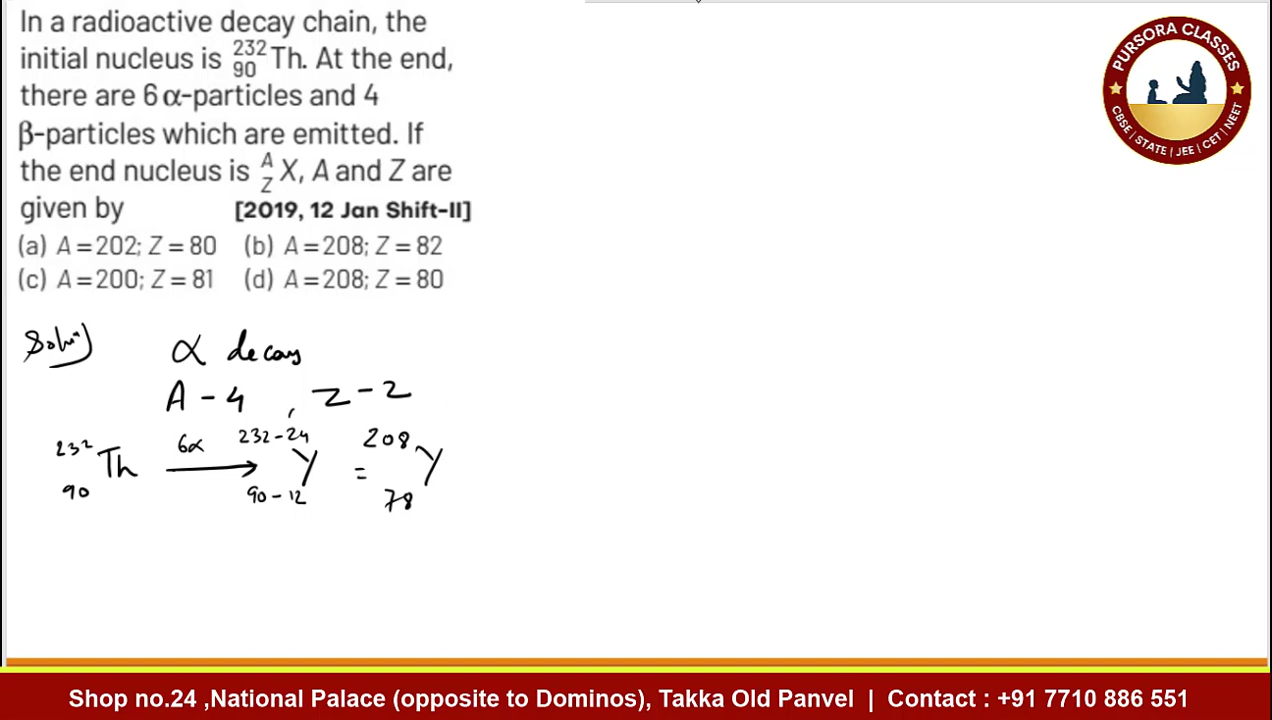 In a radioactive decay chain, the
initial nucleus is ²³²₉₀Th. At the end,
there are 6 α-particles and 4
β-particles which are emitted. If
the end nucleus is ᴬ_Z X, A and Z are
given by [2019, 12 Jan Shift-II]
(a) A=202; Z=80 (b) A=208; Z=82
(c) A=200; Z=81 (d) A=208; Z=80
PURSORA CLASSES
CBSE | STATE | JEE | CET | NEET
α decay
A - 4 , Z - 2
²³²₉₀Th 6α → ²³²⁻²⁴₉₀₋₁₂Y = ²⁰⁸₇₈Y
Shop no.24 ,National Palace (opposite to Dominos), Takka Old Panvel | Contact : +91 7710 886 551